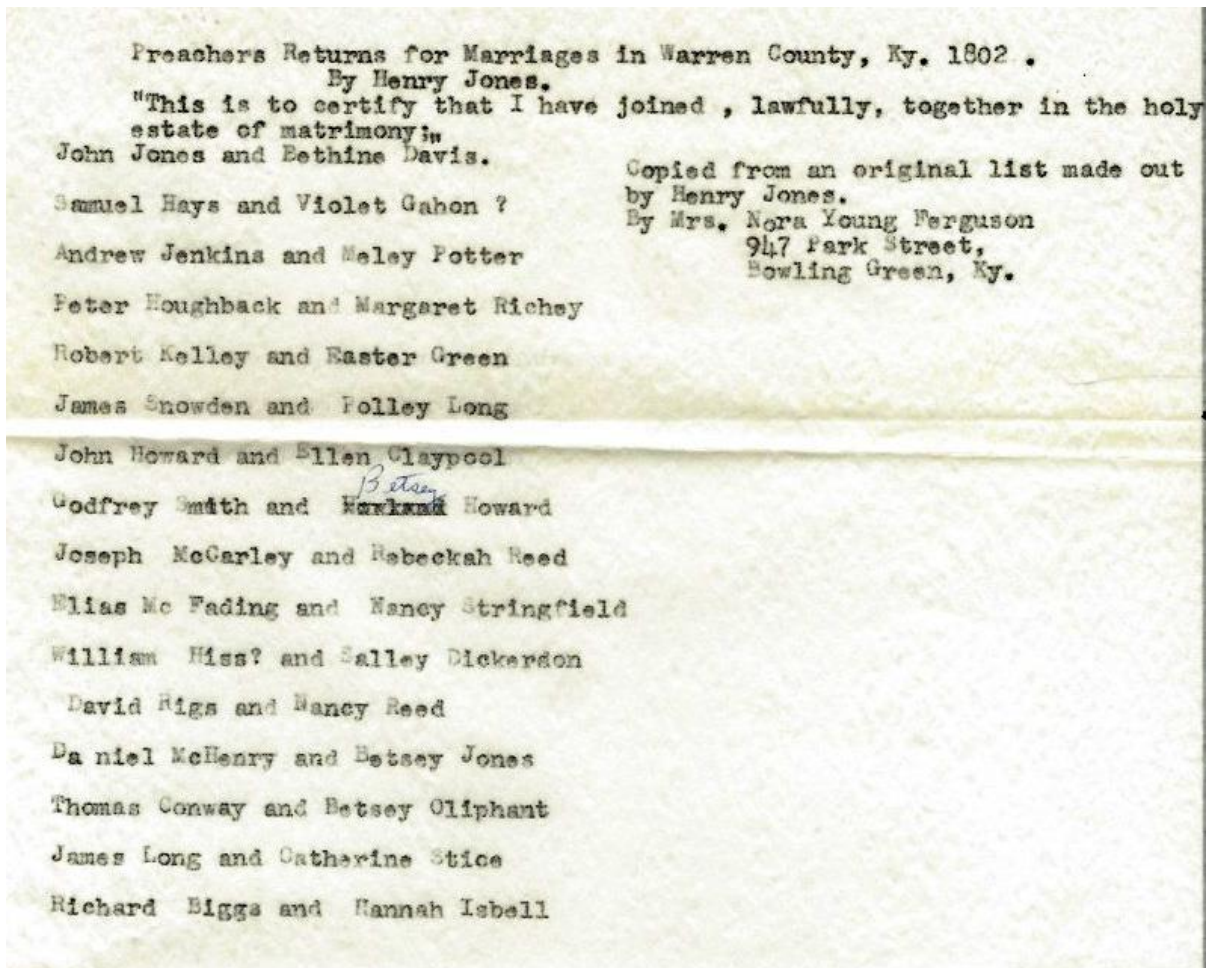 Preachers Returns for Marriages in Warren County, Ky. 1802 .
By Henry Jones.
"This is to certify that I have joined , lawfully, together in the holy
estate of matrimony;"
John Jones and Bethine Davis.
Samuel Hays and Violet Gahon ?
Andrew Jenkins and Meley Potter
Peter Houghback and Margaret Richey
Robert Kelley and Easter Green
James Snowden and Polley Long
John Howard and Ellen Claypool
Godfrey Smith and Betsey Howard
Joseph McCarley and Rebeckah Reed
Elias Mc Fading and Nancy Stringfield
William Hiss? and Salley Dickerdon
David Rigs and Nancy Reed
Da niel McHenry and Betsey Jones
Thomas Conway and Betsey Oliphant
James Long and Catherine Stice
Richard Biggs and Hannah Isbell
Copied from an original list made out
by Henry Jones.
By Mrs. Nora Young Ferguson
947 Park Street,
Bowling Green, Ky.